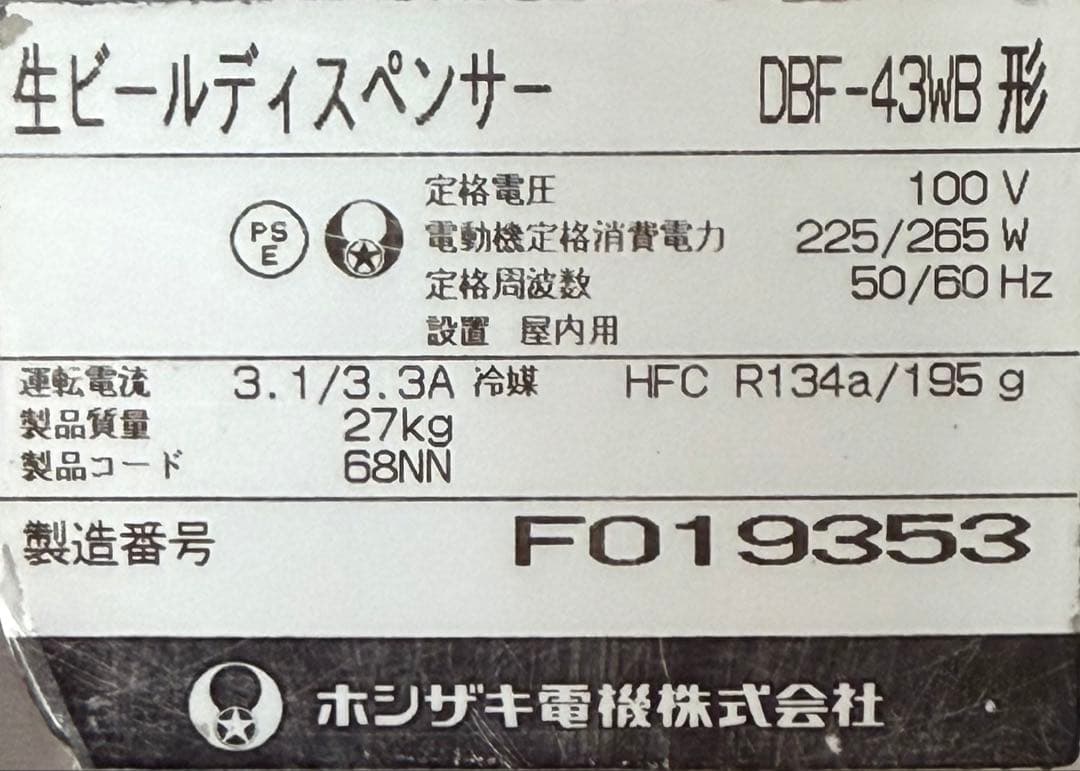 生ビールディスペンサー DBF-43WB 形
PS
E
定格電圧 100 V
電動機定格消費電力 225/265 W
定格周波数 50/60 Hz
設置 屋内用
運転電流 3.1/3.3A 冷媒 HFC R134a/195 g
製品質量 27kg
製品コード 68NN
製造番号 F019353
ホシザキ電機株式会社